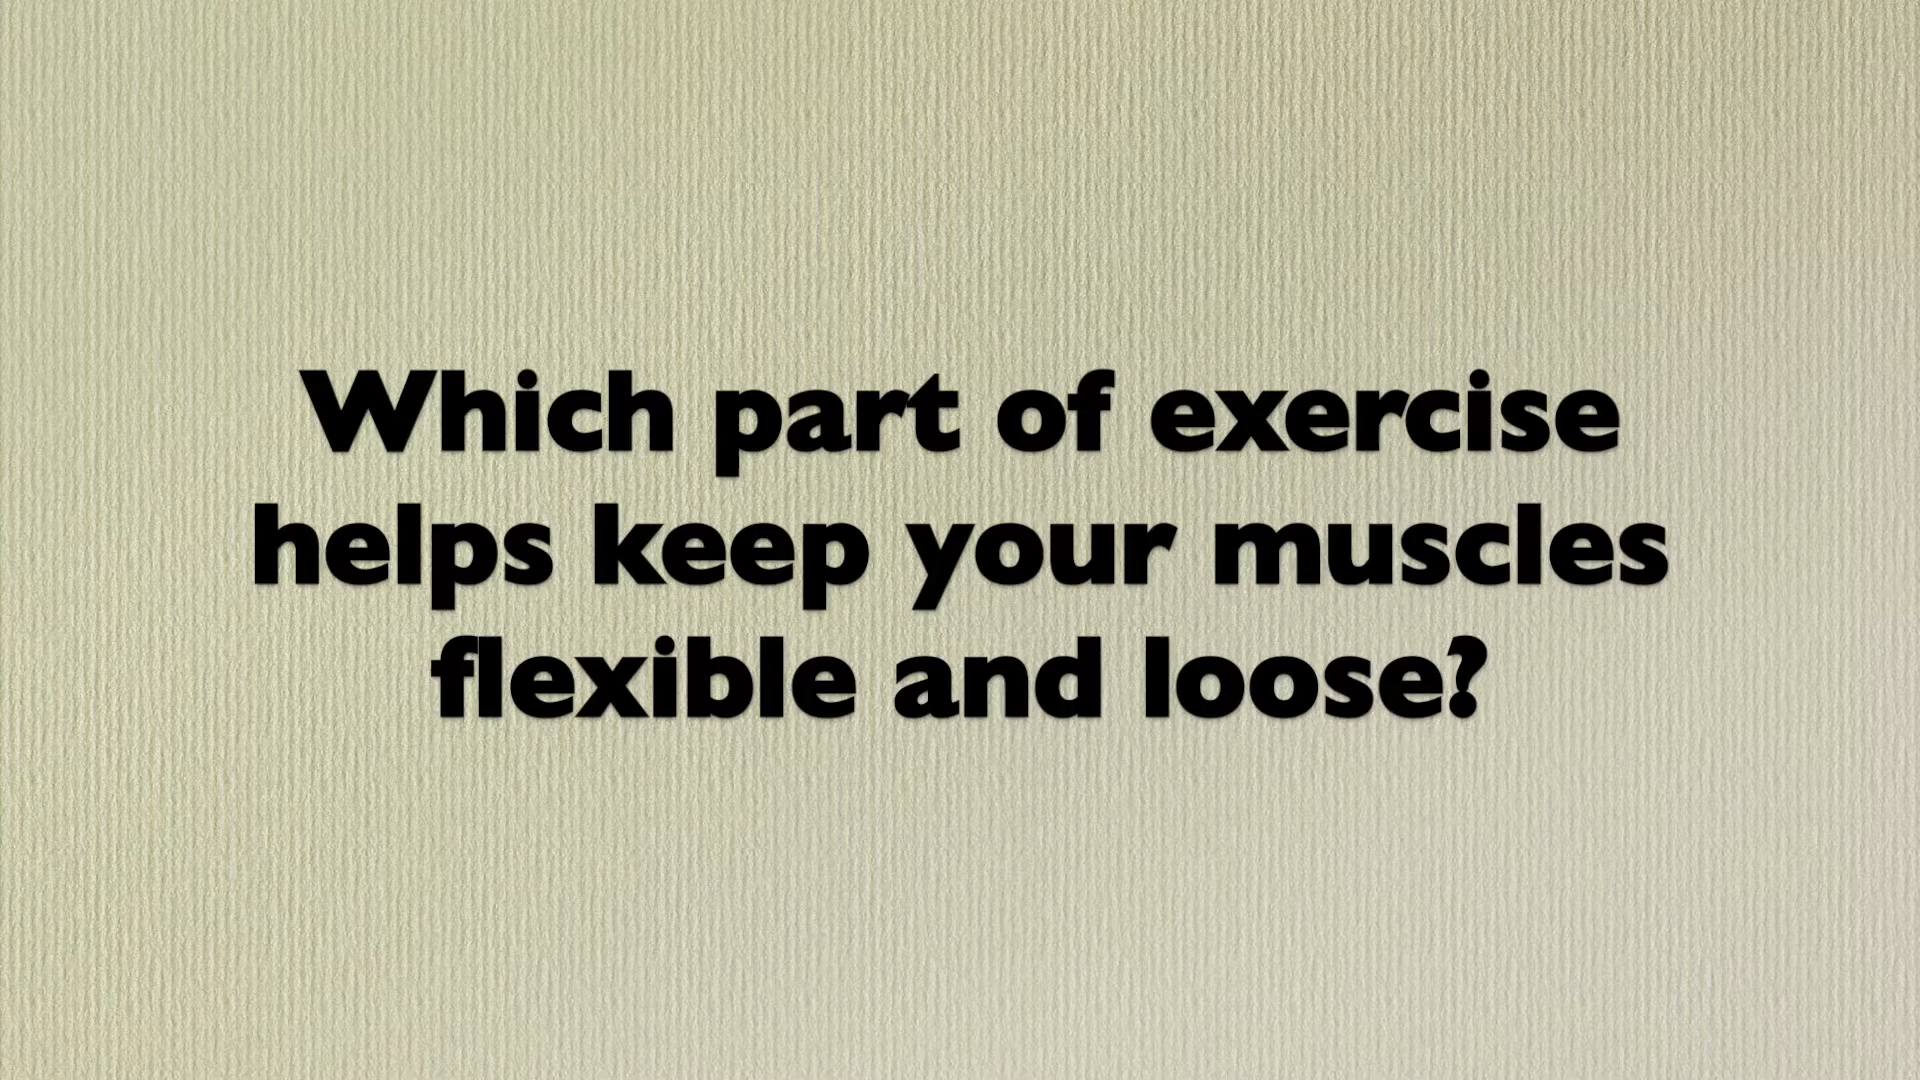 Which part of exercise
helps keep your muscles
flexible and loose?